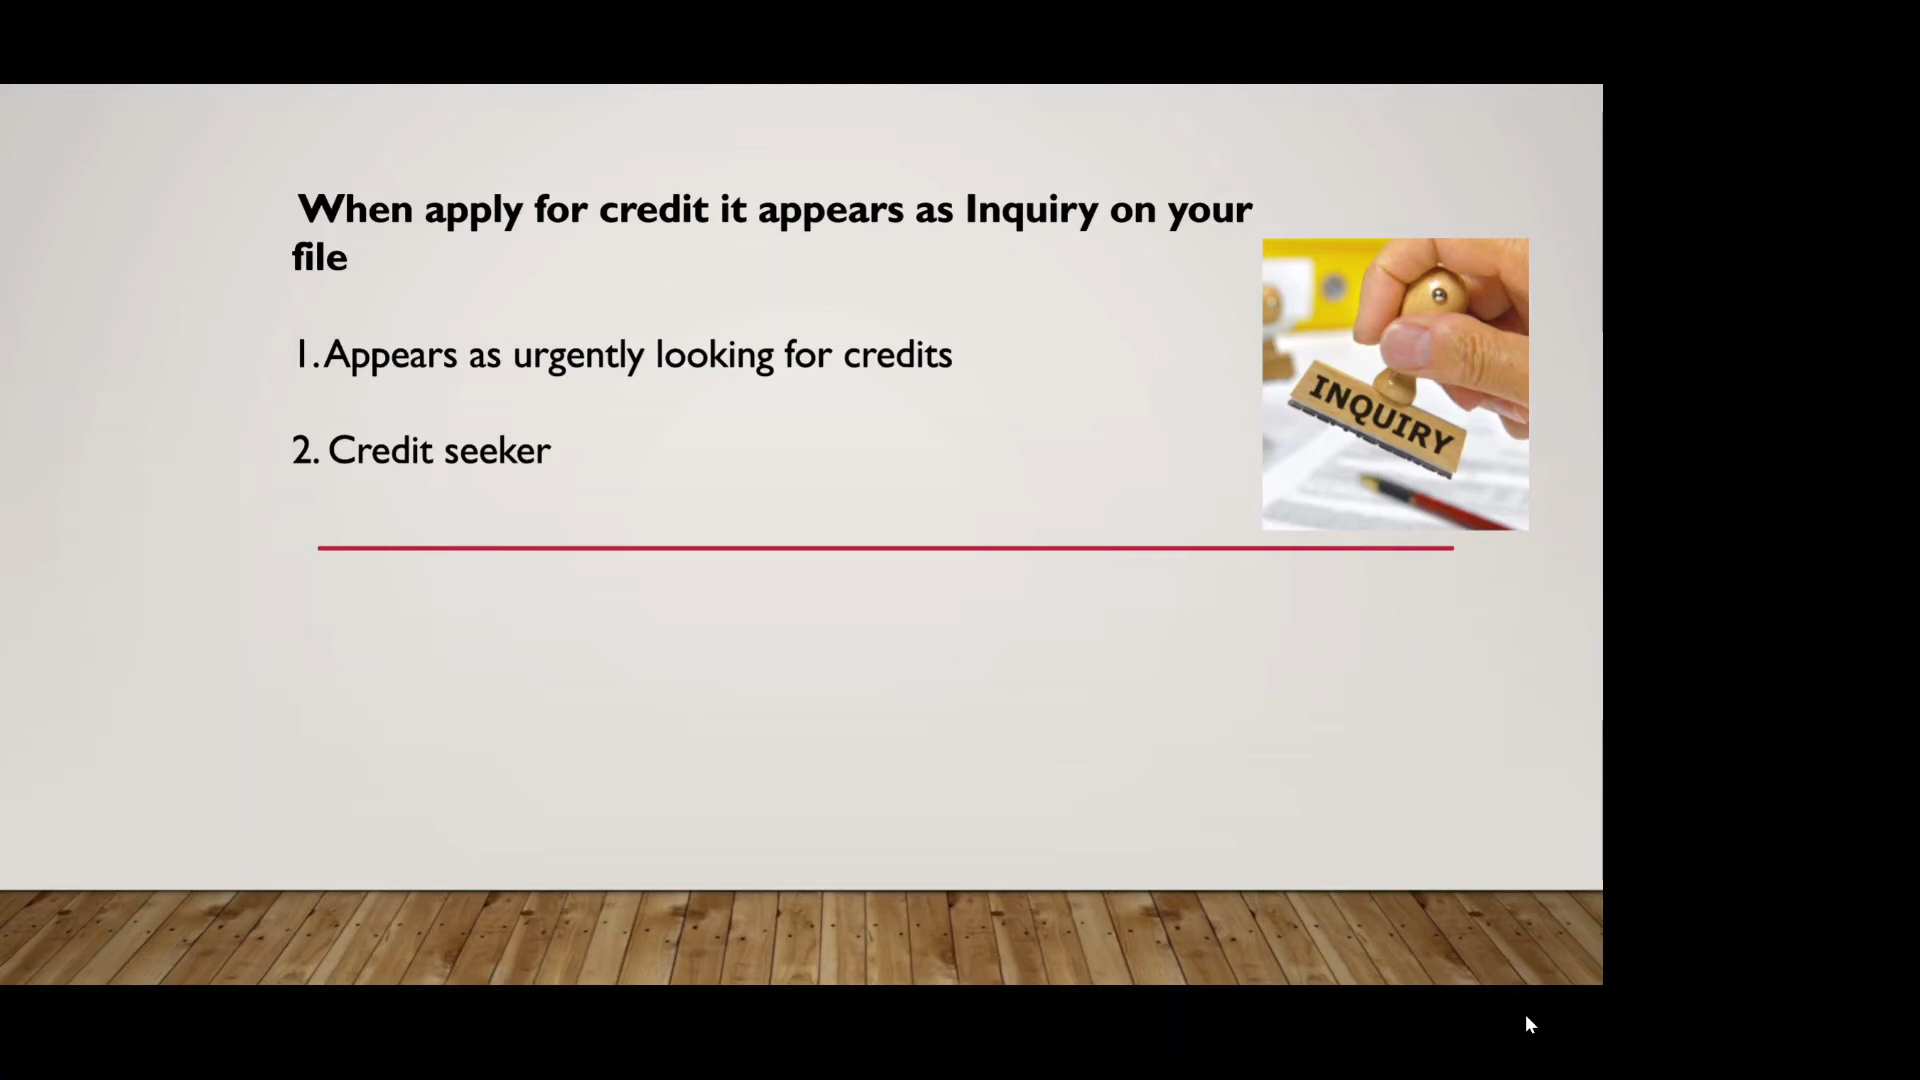 When apply for credit it appears as Inquiry on your
file
1. Appears as urgently looking for credits
2. Credit seeker
INQUIRY